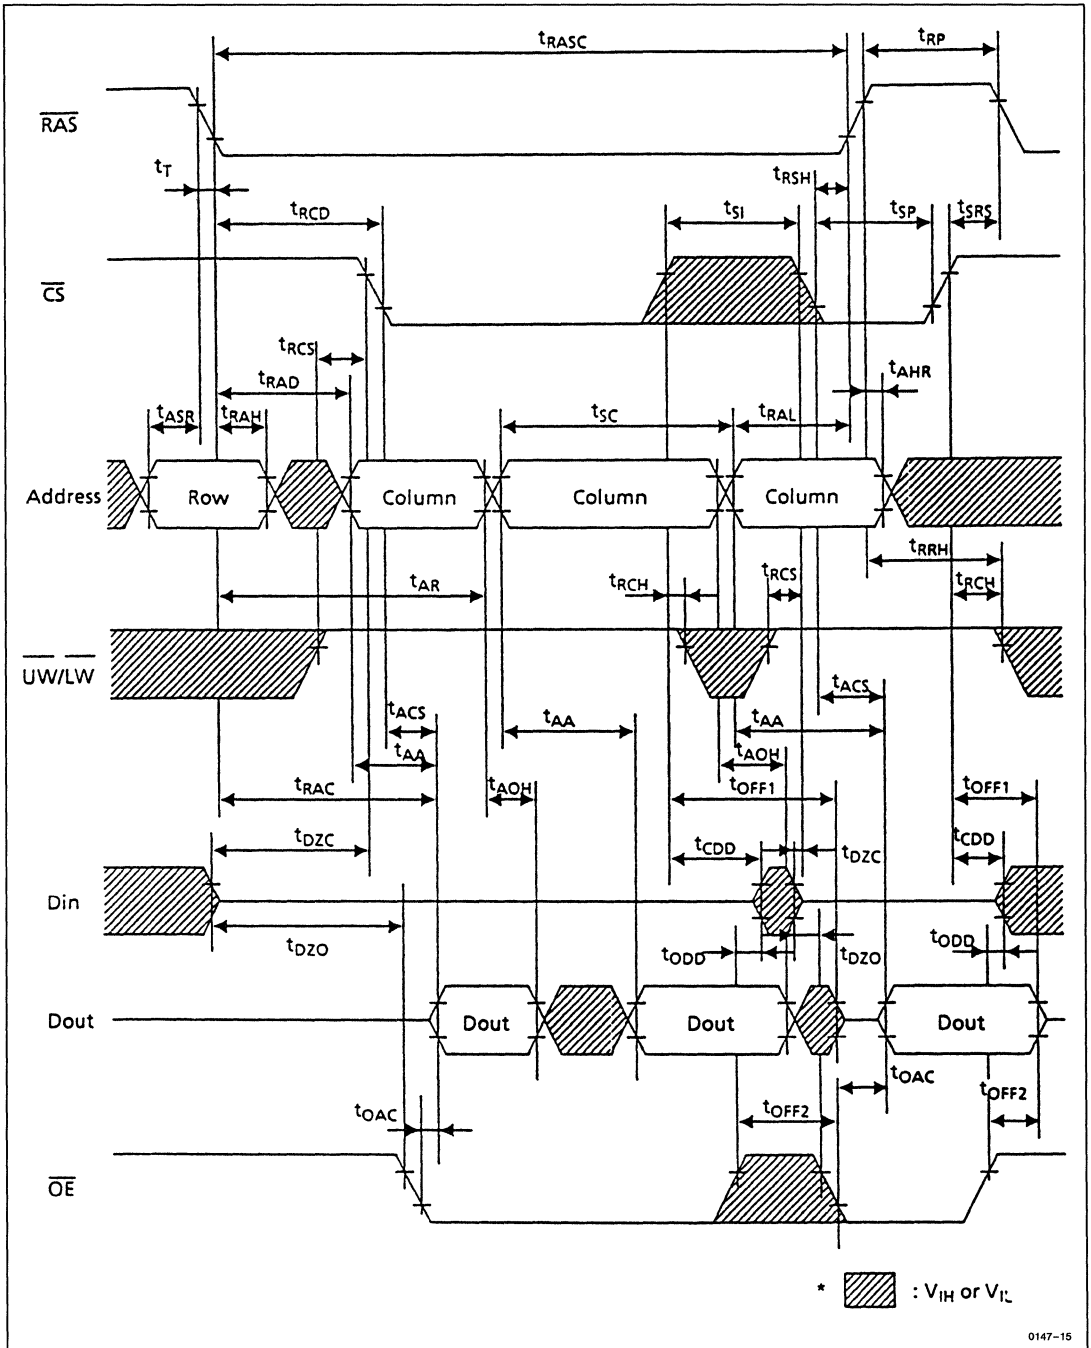 tRASC
tRP
RAS
tT
tRSH
tRCD
tSI
tSP
tSRS
CS
tRCS
tRAD
tAHR
tASR
tRAH
tSC
tRAL
Address
Row
Column
Column
Column
tRRH
tAR
tRCH
tRCS
tRCH
UW/LW
tACS
tACS
tAA
tAA
tAA
tAOH
tRAC
tAOH
tOFF1
tOFF1
tDZC
tCDD
tDZC
tCDD
Din
tDZO
tODD
tDZO
tODD
Dout
Dout
Dout
Dout
tOAC
tOAC
tOFF2
tOFF2
OE
* : VIH or VIL
0147-15